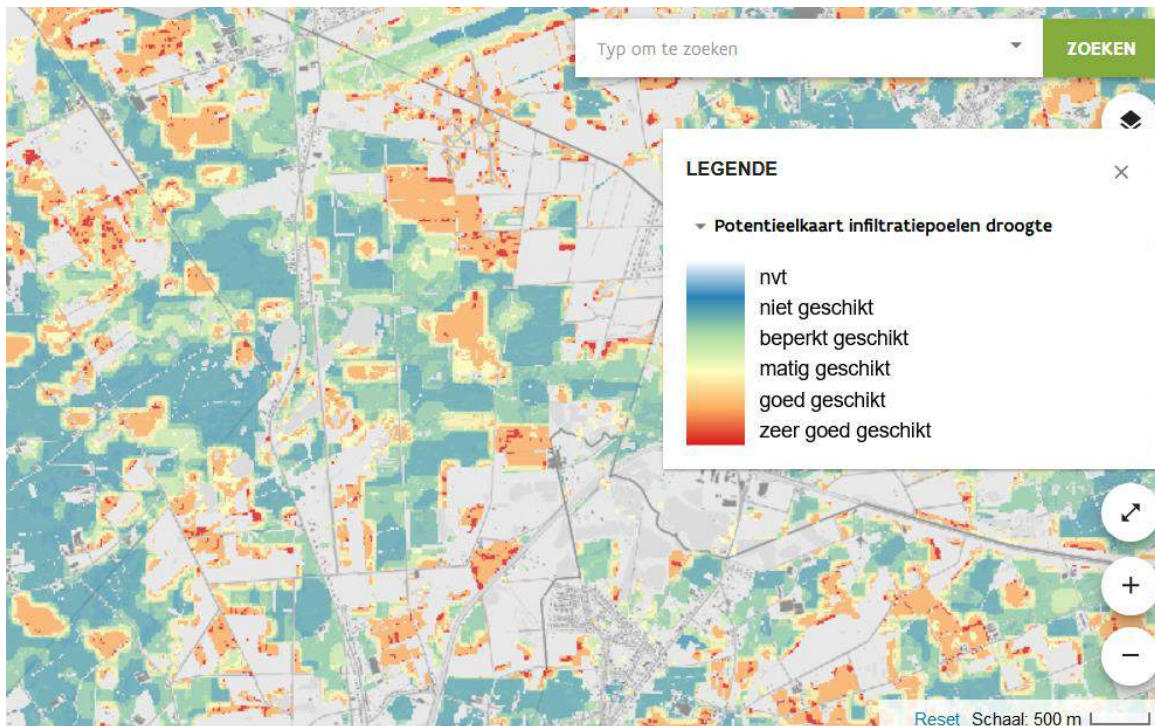 Typ om te zoeken
ZOEKEN
LEGENDE
Potentieelkaart infiltratiepoelen droogte
nvt
niet geschikt
beperkt geschikt
matig geschikt
goed geschikt
zeer goed geschikt
Reset Schaal: 500 m